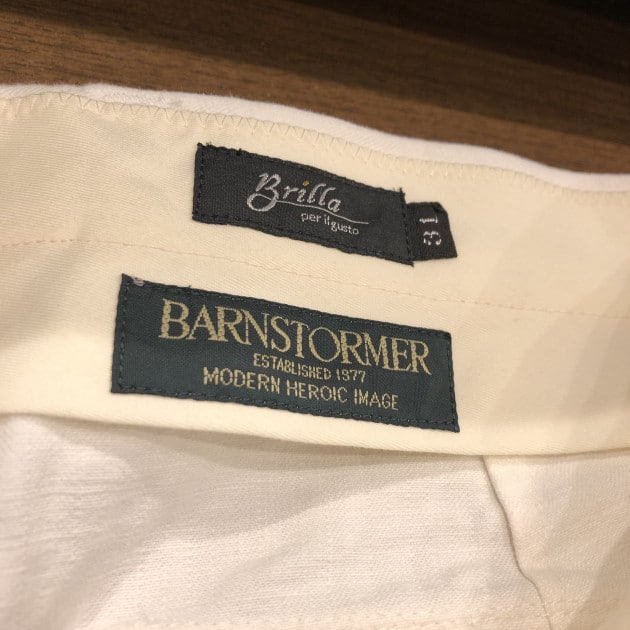 Brilla
per il gusto
31
BARNSTORMER
ESTABLISHED 1977
MODERN HEROIC IMAGE